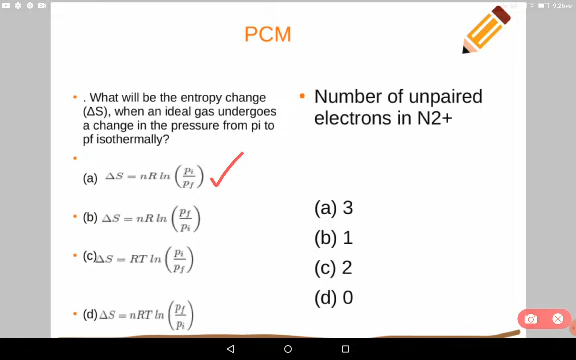 9:26am
PCM
. What will be the entropy change
(ΔS), when an ideal gas undergoes
a change in the pressure from pi to
pf isothermally?
(a) ΔS = nR ln (pi/pf)
(b) ΔS = nR ln (pf/pi)
(c) ΔS = RT ln (pi/pf)
(d) ΔS = nRT ln (pf/pi)
Number of unpaired
electrons in N2+
(a) 3
(b) 1
(c) 2
(d) 0